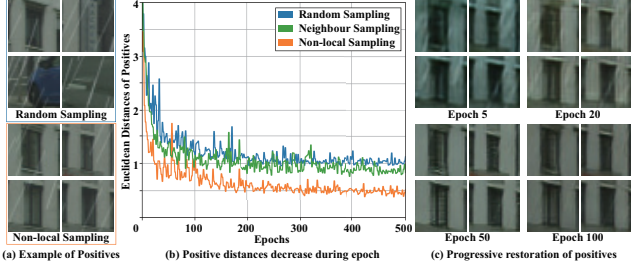 Random Sampling
Non-local Sampling
(a) Example of Positives
Euclidean Distances of Positives
4
3
2
1
0
0
100
200
300
400
500
Epochs
Random Sampling
Neighbour Sampling
Non-local Sampling
(b) Positive distances decrease during epoch
Epoch 5
Epoch 20
Epoch 50
Epoch 100
(c) Progressive restoration of positives